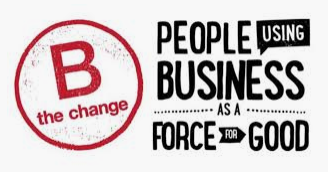 B
the change
PEOPLE USING
BUSINESS
AS A
FORCE FOR GOOD